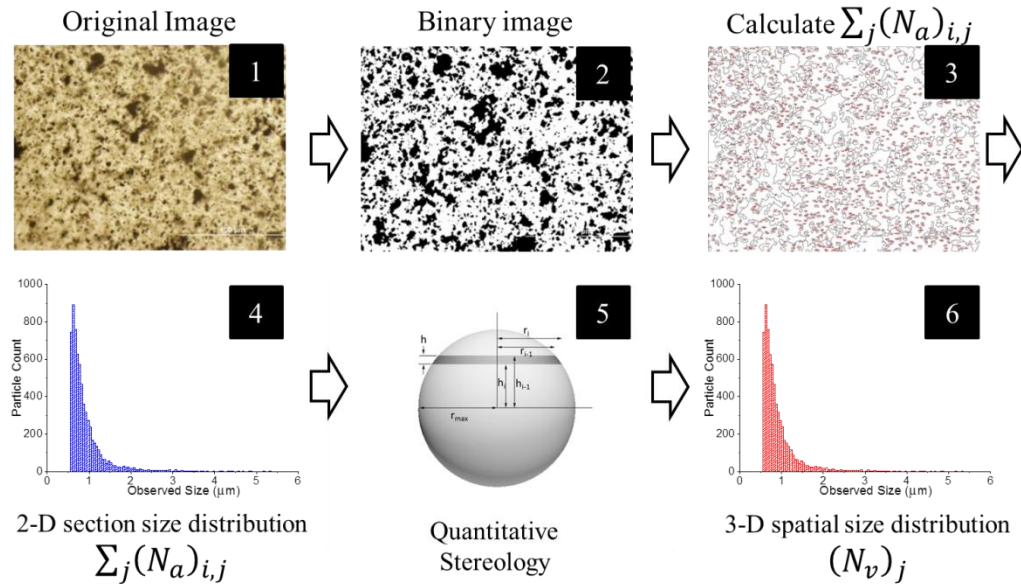 Original Image
Binary image
Calculate ∑ⱼ(Nₐ)ᵢ,ⱼ
1
2
3
1000
800
600
400
200
0
Particle Count
0 1 2 3 4 5 6
Observed Size (μm)
4
2-D section size distribution
∑ⱼ(Nₐ)ᵢ,ⱼ
5
h
rᵢ
rᵢ₋₁
hᵢ
hᵢ₋₁
rₘₐₓ
Quantitative
Stereology
1000
800
600
400
200
0
Particle Count
0 1 2 3 4 5 6
Observed Size (μm)
6
3-D spatial size distribution
(Nᵥ)ⱼ